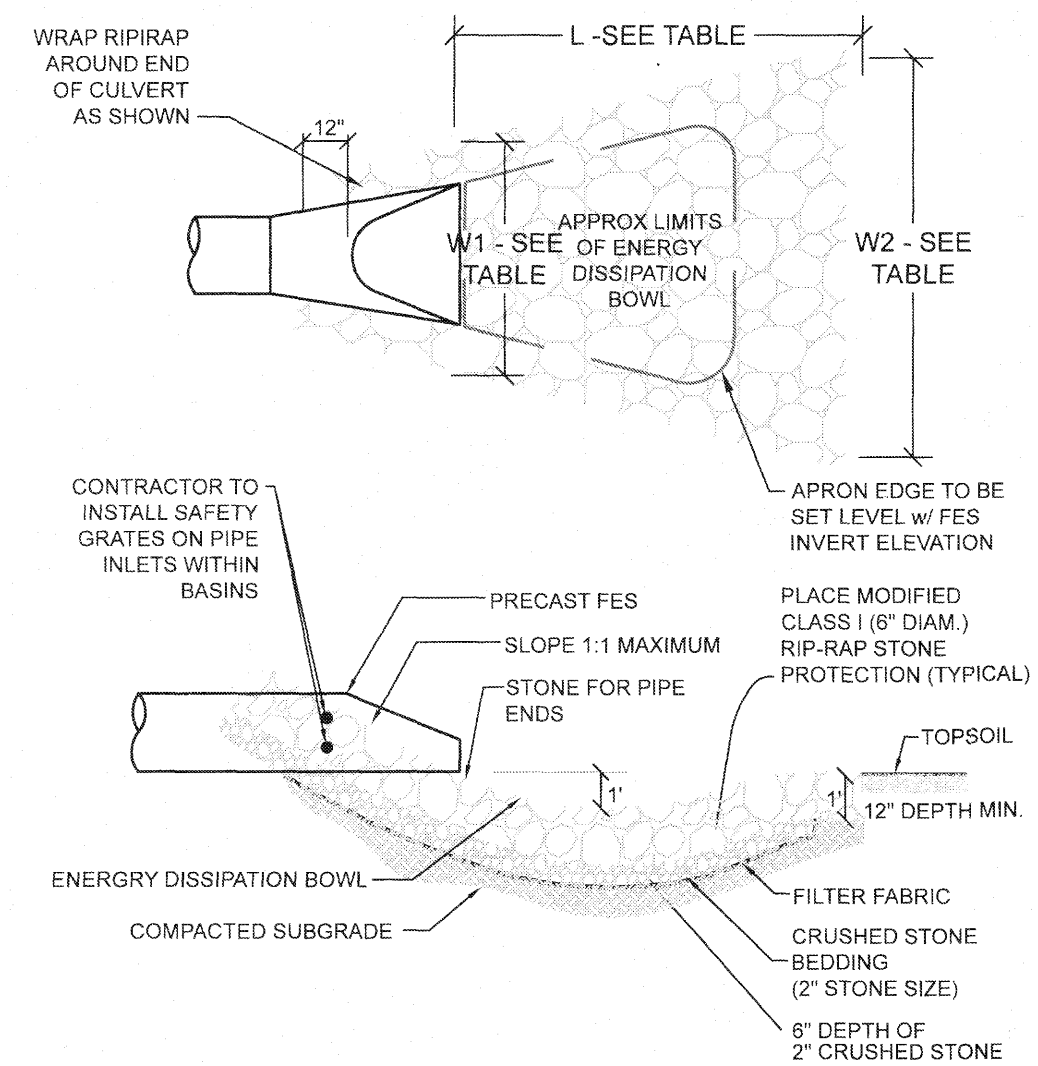 L -SEE TABLE
WRAP RIPIRAP
AROUND END
OF CULVERT
AS SHOWN
12"
W1 - SEE
TABLE
APPROX LIMITS
OF ENERGY
DISSIPATION
BOWL
W2 - SEE
TABLE
APRON EDGE TO BE
SET LEVEL w/ FES
INVERT ELEVATION
CONTRACTOR TO
INSTALL SAFETY
GRATES ON PIPE
INLETS WITHIN
BASINS
PRECAST FES
SLOPE 1:1 MAXIMUM
STONE FOR PIPE
ENDS
PLACE MODIFIED
CLASS I (6" DIAM.)
RIP-RAP STONE
PROTECTION (TYPICAL)
TOPSOIL
1'
1'
12" DEPTH MIN.
ENERGRY DISSIPATION BOWL
COMPACTED SUBGRADE
FILTER FABRIC
CRUSHED STONE
BEDDING
(2" STONE SIZE)
6" DEPTH OF
2" CRUSHED STONE